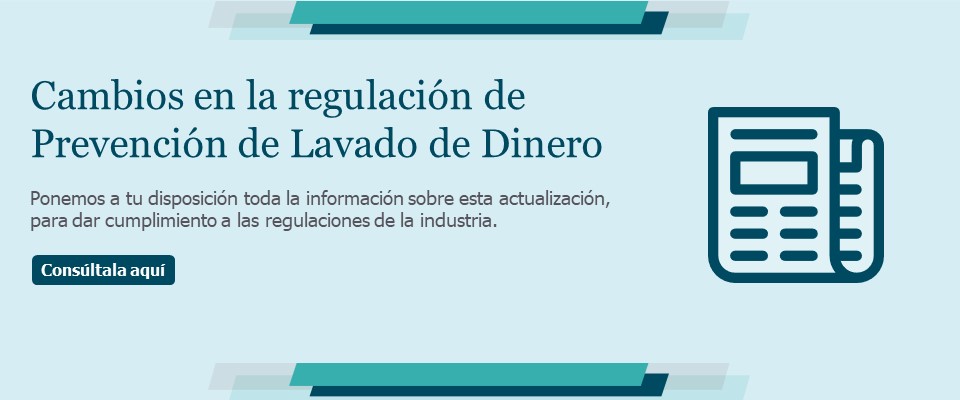 Cambios en la regulación de
Prevención de Lavado de Dinero
Ponemos a tu disposición toda la información sobre esta actualización,
para dar cumplimiento a las regulaciones de la industria.
Consúltala aquí